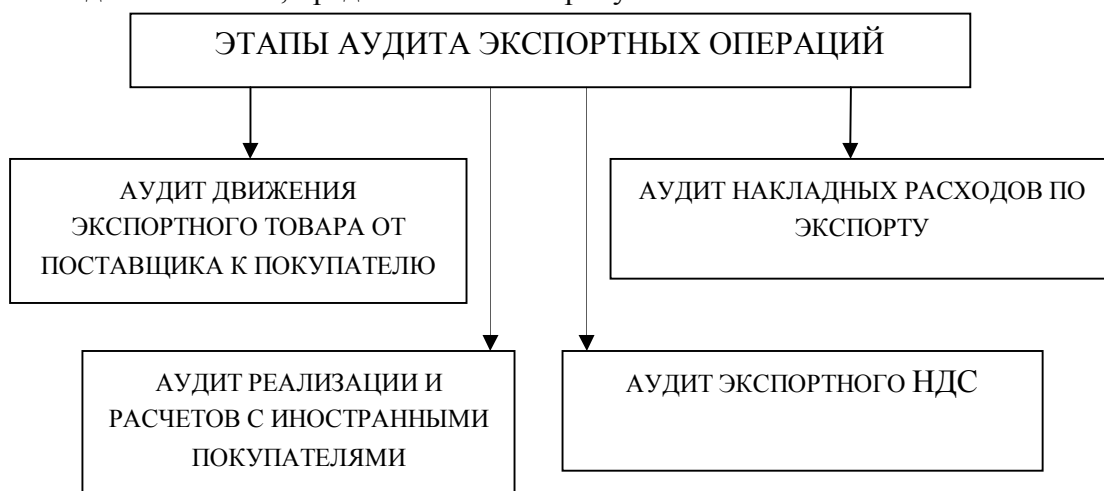 ЭТАПЫ АУДИТА ЭКСПОРТНЫХ ОПЕРАЦИЙ
АУДИТ ДВИЖЕНИЯ
ЭКСПОРТНОГО ТОВАРА ОТ
ПОСТАВЩИКА К ПОКУПАТЕЛЮ
АУДИТ НАКЛАДНЫХ РАСХОДОВ ПО
ЭКСПОРТУ
АУДИТ РЕАЛИЗАЦИИ И
РАСЧЕТОВ С ИНОСТРАННЫМИ
ПОКУПАТЕЛЯМИ
АУДИТ ЭКСПОРТНОГО НДС